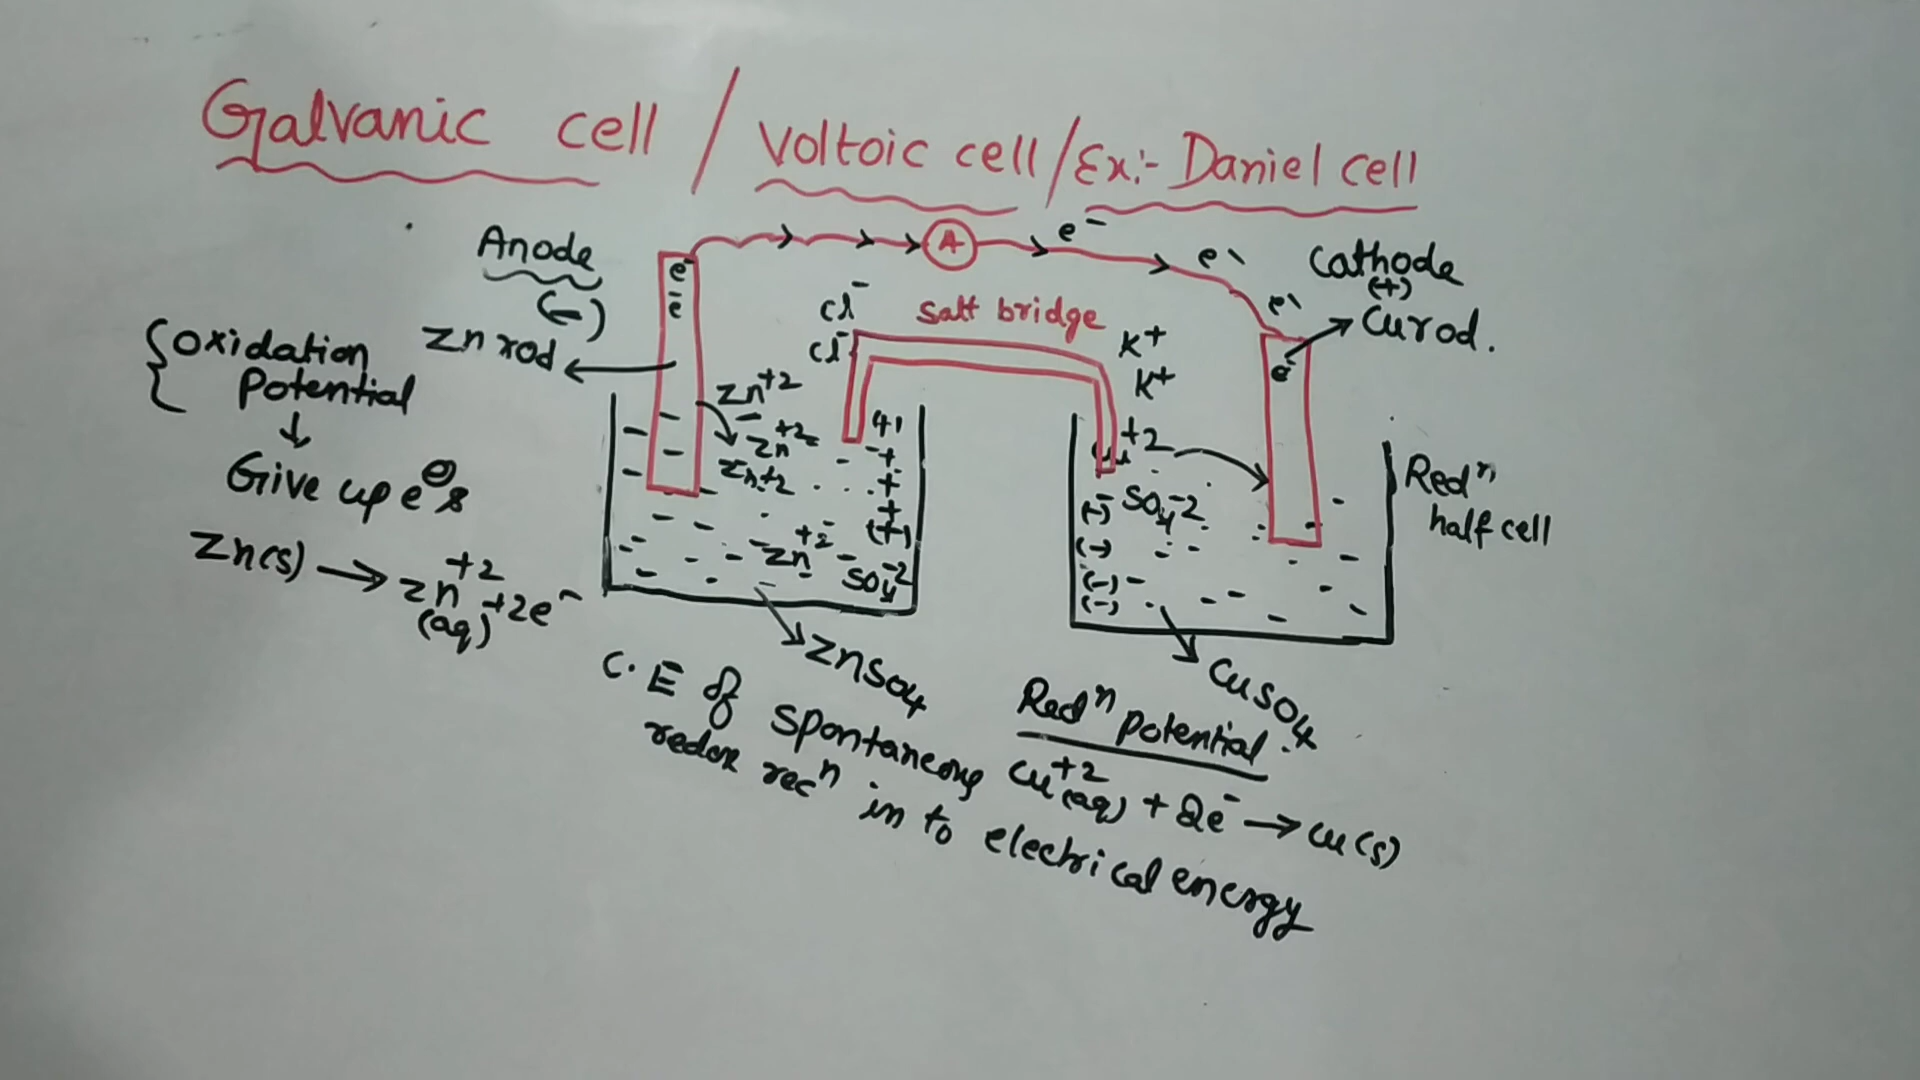 Galvanic cell / Voltoic cell / Ex:- Daniel cell
Anode
(-)
Zn rod
A
e-
e-
e-
Cathode
(+)
Cu rod.
e-
e-
e-
Cl-
Cl-
Salt bridge
K+
K+
Oxidation
Potential
Give up e⊖s
Zn(s) → Zn+2 + 2e-
(aq)
Zn+2
Zn+2
Zn+2
+
+
+
(+)
Zn+2
SO4-2
ZnSO4
+2
(-) SO4-2
(-)
(-)
(-)
CuSO4
Redn
half cell
C.E of spontaneous
redox recn in to electrical energy
Redn potential.
Cu+2(aq) + 2e- → Cu(s)